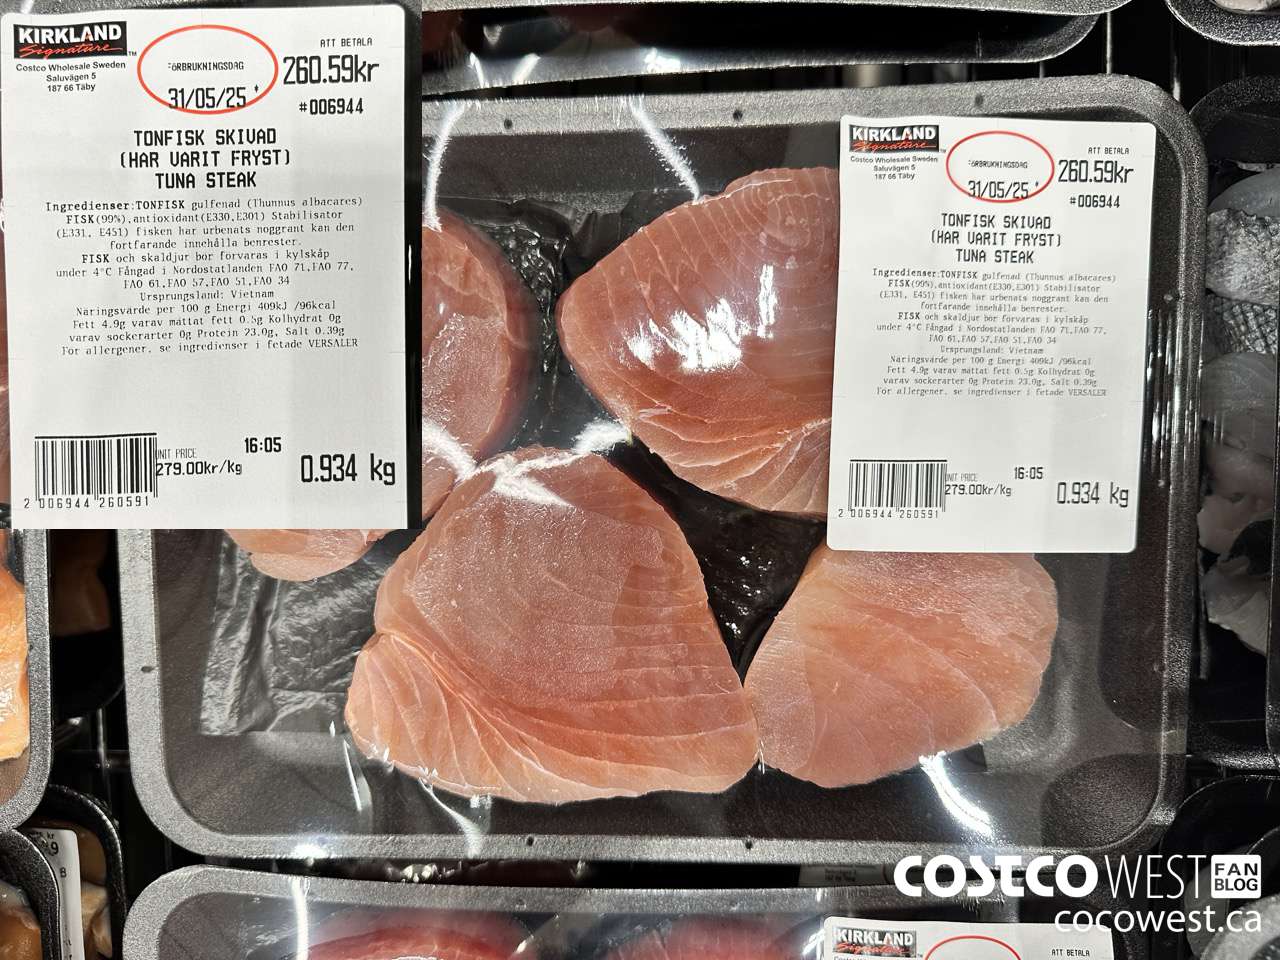 KIRKLAND
Signature™
Costco Wholesale Sweden
Saluvägen 5
187 66 Täby
FÖRBRUKNINGSDAG
31/05/25
ATT BETALA
260.59kr
#006944
TONFISK SKIVAD
(HAR VARIT FRYST)
TUNA STEAK
Ingredienser:TONFISK gulfenad (Thunnus albacares)
FISK(99%),antioxidant(E330,E301) Stabilisator
(E331, E451) fisken har urbenats noggrant kan den
fortfarande innehålla benrester.
FISK och skaldjur bör förvaras i kylskåp
under 4°C Fångad i Nordostatlanden FAO 71,FAO 77,
FAO 61,FAO 57,FAO 51,FAO 34
Ursprungsland: Vietnam
Näringsvärde per 100 g Energi 409kJ /96kcal
Fett 4.9g varav mättat fett 0.5g Kolhydrat 0g
varav sockerarter 0g Protein 23.0g, Salt 0.39g
För allergener, se ingredienser i fetade VERSALER
2 006944 260591
UNIT PRICE
279.00kr/kg
16:05
0.934 kg
KIRKLAND
Signature™
Costco Wholesale Sweden
Saluvägen 5
187 66 Täby
FÖRBRUKNINGSDAG
31/05/25
ATT BETALA
260.59kr
#006944
TONFISK SKIVAD
(HAR VARIT FRYST)
TUNA STEAK
Ingredienser:TONFISK gulfenad (Thunnus albacares)
FISK(99%),antioxidant(E330,E301) Stabilisator
(E331, E451) fisken har urbenats noggrant kan den
fortfarande innehålla benrester.
FISK och skaldjur bör förvaras i kylskåp
under 4°C Fångad i Nordostatlanden FAO 71,FAO 77,
FAO 61,FAO 57,FAO 51,FAO 34
Ursprungsland: Vietnam
Näringsvärde per 100 g Energi 409kJ /96kcal
Fett 4.9g varav mättat fett 0.5g Kolhydrat 0g
varav sockerarter 0g Protein 23.0g, Salt 0.39g
För allergener, se ingredienser i fetade VERSALER
2 006944 260591
UNIT PRICE
279.00kr/kg
16:05
0.934 kg
COSTCO WEST FAN BLOG
cocowest.ca
KIRKLAND
Signature
ATT BETALA